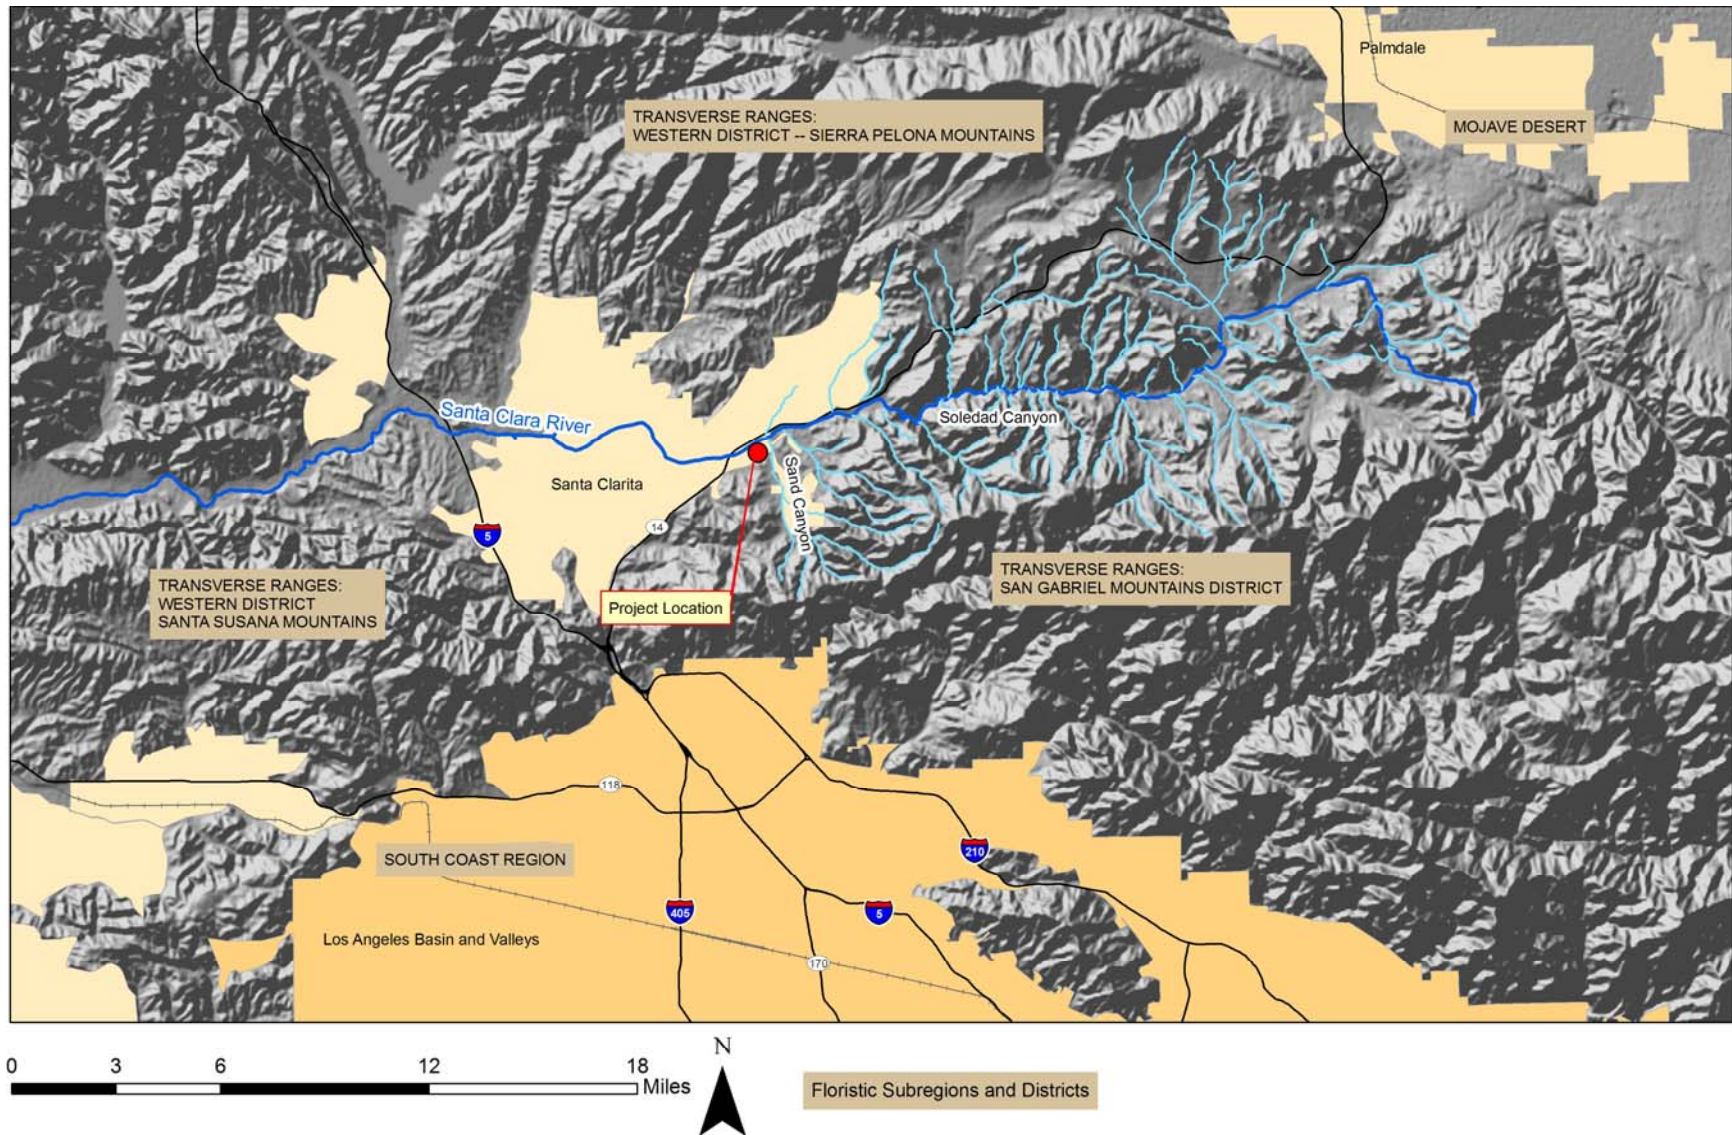 Palmdale
TRANSVERSE RANGES:
WESTERN DISTRICT -- SIERRA PELONA MOUNTAINS
MOJAVE DESERT
Santa Clara River
Soledad Canyon
Sand Canyon
Santa Clarita
14
5
TRANSVERSE RANGES:
WESTERN DISTRICT
SANTA SUSANA MOUNTAINS
Project Location
TRANSVERSE RANGES:
SAN GABRIEL MOUNTAINS DISTRICT
118
SOUTH COAST REGION
210
405
5
Los Angeles Basin and Valleys
170
0 3 6 12 18
Miles
N
Floristic Subregions and Districts